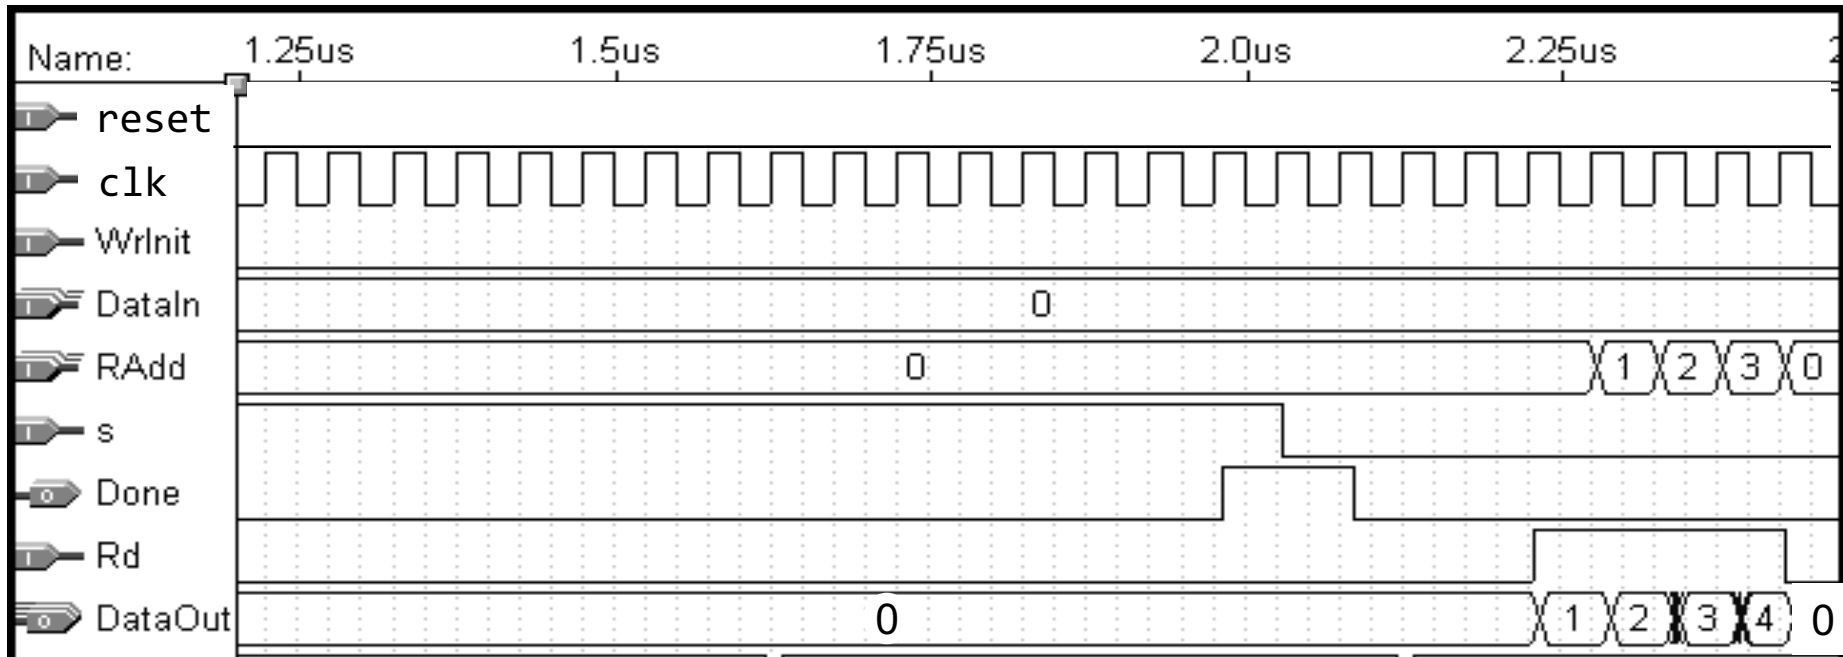 Name: 1.25us 1.5us 1.75us 2.0us 2.25us
I reset
I clk
I WrInit
I DataIn 0
I RAdd 0 1 2 3 0
I s
O Done
I Rd
O DataOut 0 1 2 3 4 0